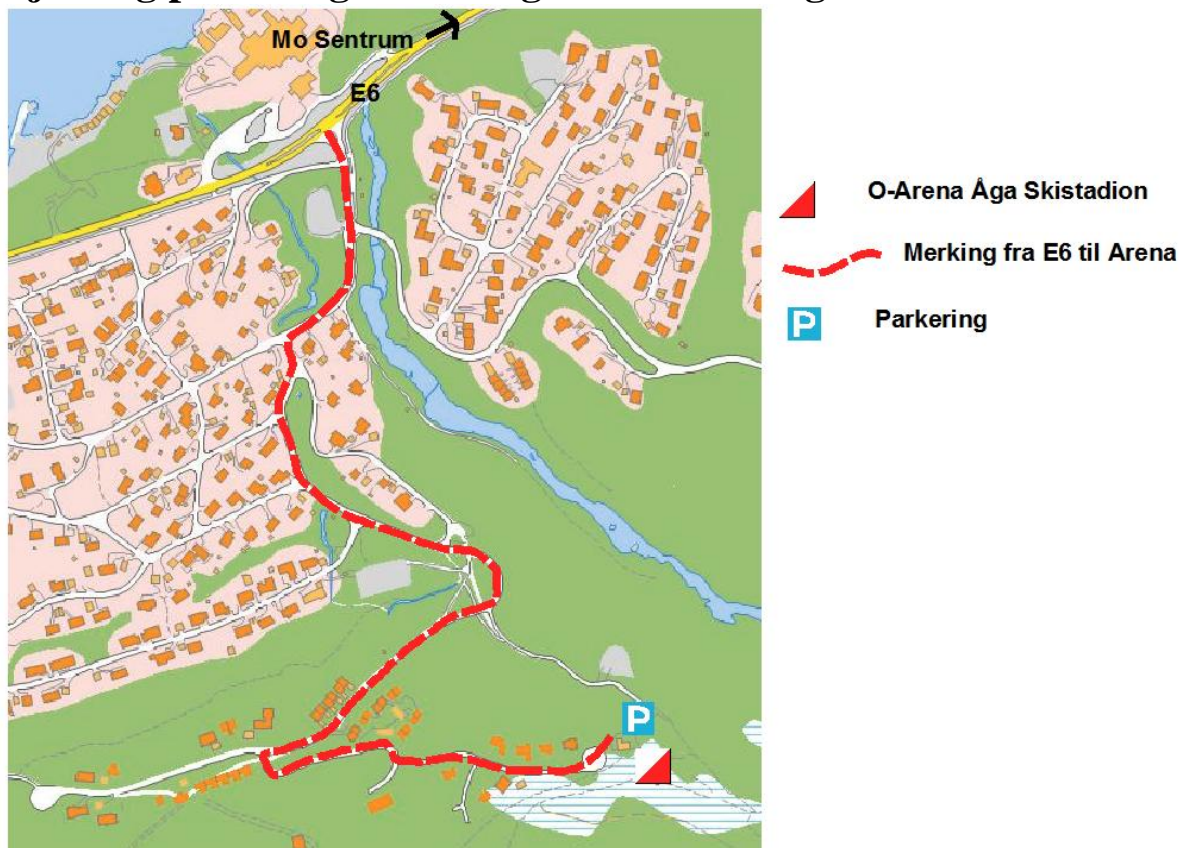 Mo Sentrum
E6
O-Arena Åga Skistadion
Merking fra E6 til Arena
P Parkering
P